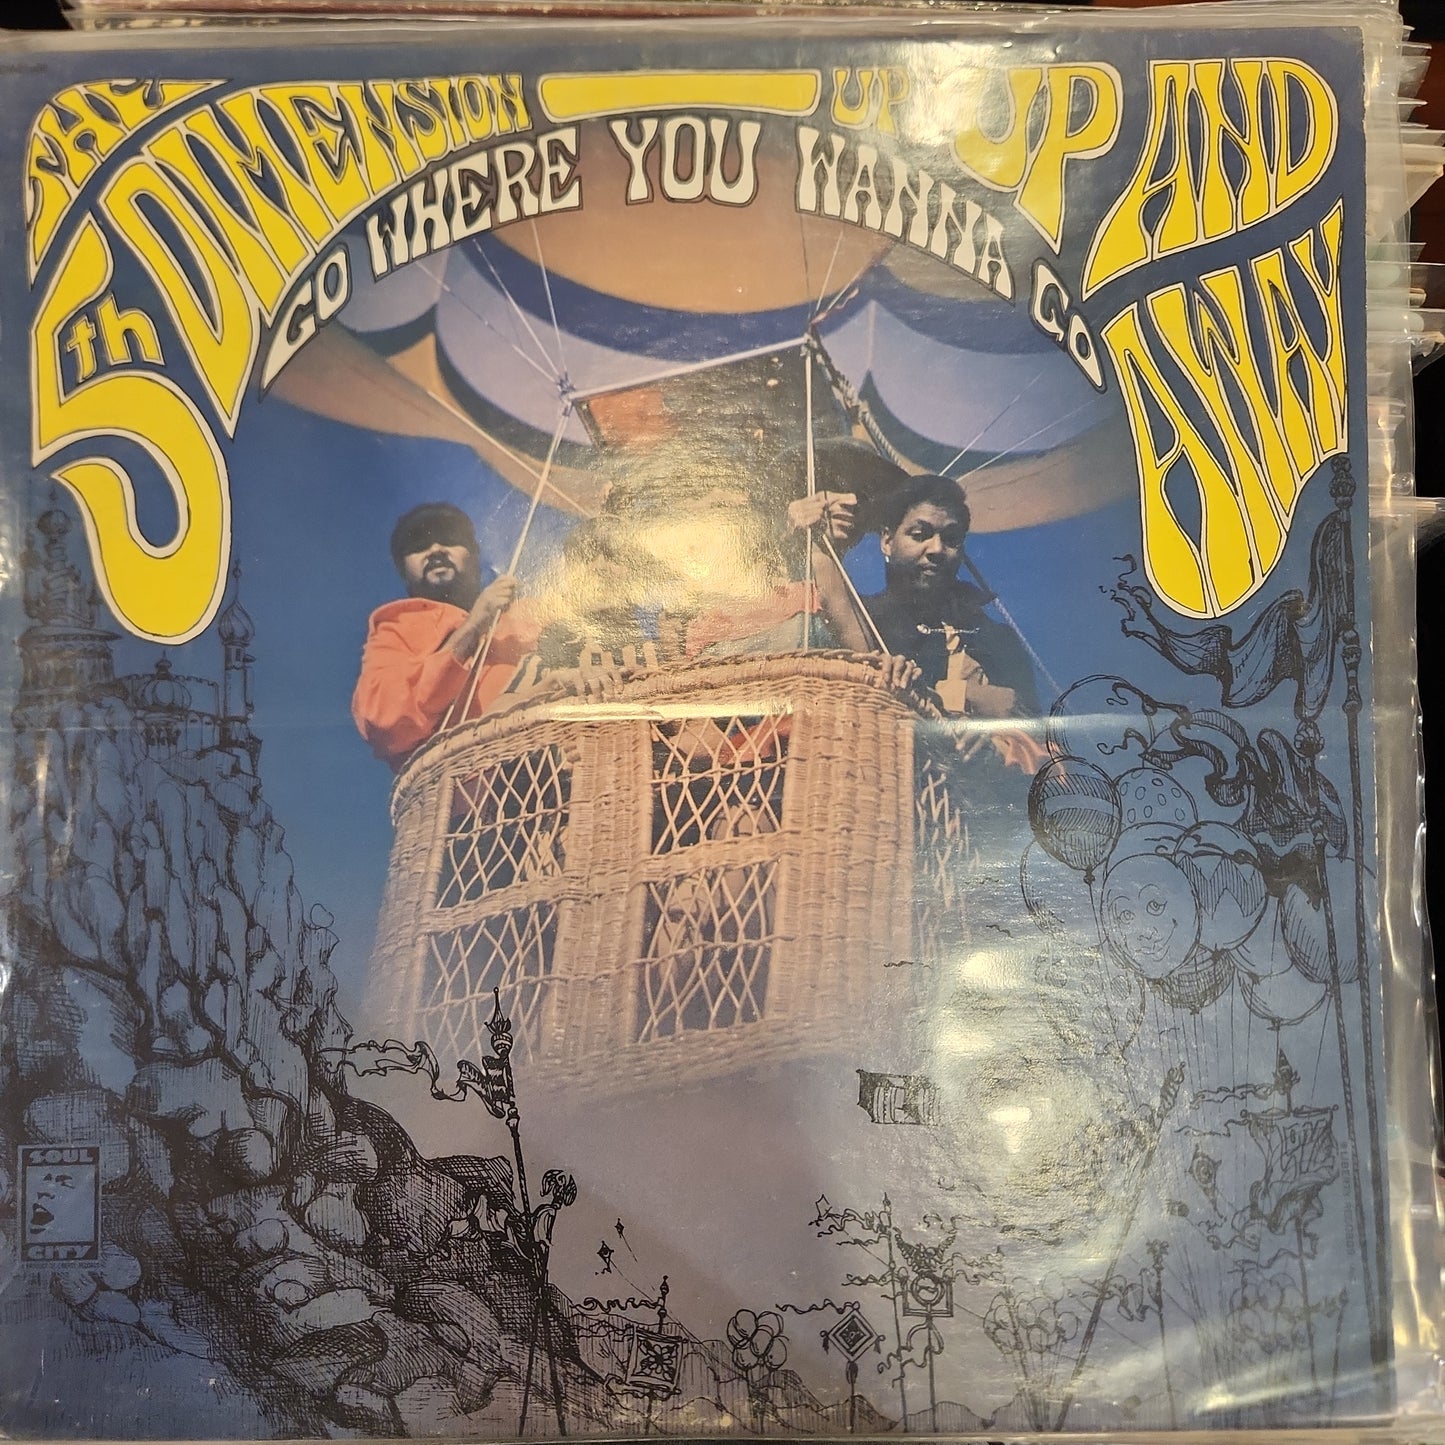 THE
5th DIMENSION — UP UP AND
AWAY
GO WHERE YOU WANNA GO
SOUL
CITY